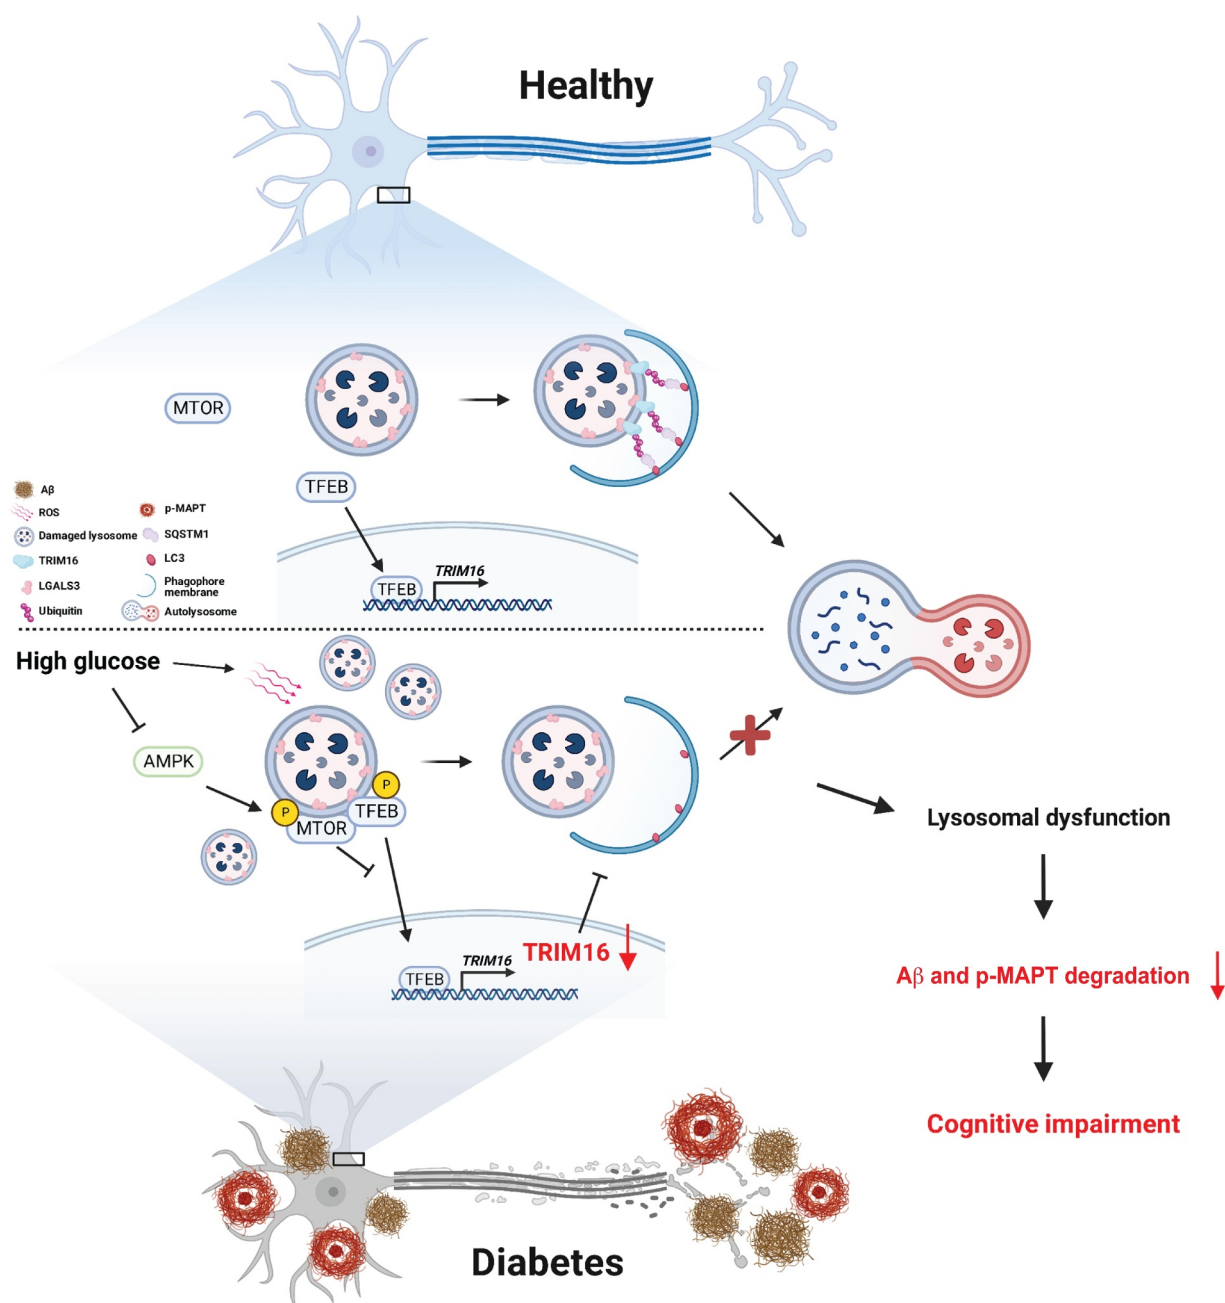 Healthy
MTOR
TFEB
TFEB
TRIM16
Aβ
ROS
Damaged lysosome
TRIM16
LGALS3
Ubiquitin
p-MAPT
SQSTM1
LC3
Phagophore
membrane
Autolysosome
High glucose
AMPK
P
P
MTOR
TFEB
TFEB
TRIM16
TRIM16
Lysosomal dysfunction
Aβ and p-MAPT degradation
Cognitive impairment
Diabetes